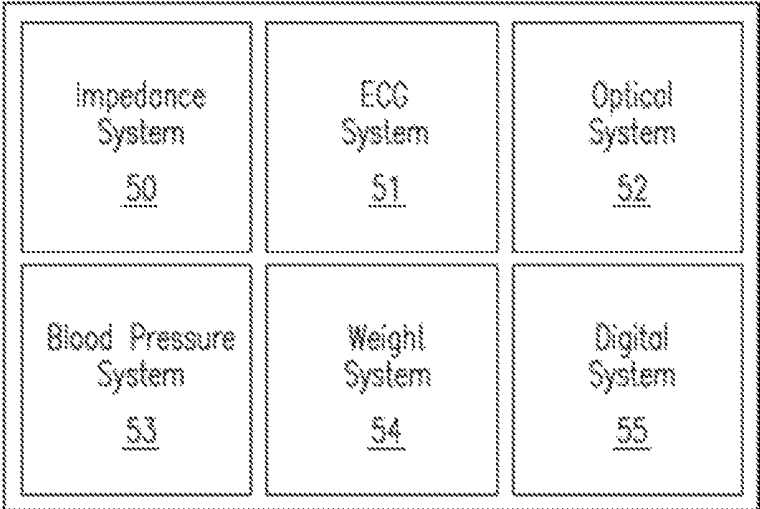 Impedance
System
50
ECG
System
51
Optical
System
52
Blood Pressure
System
53
Weight
System
54
Digital
System
55